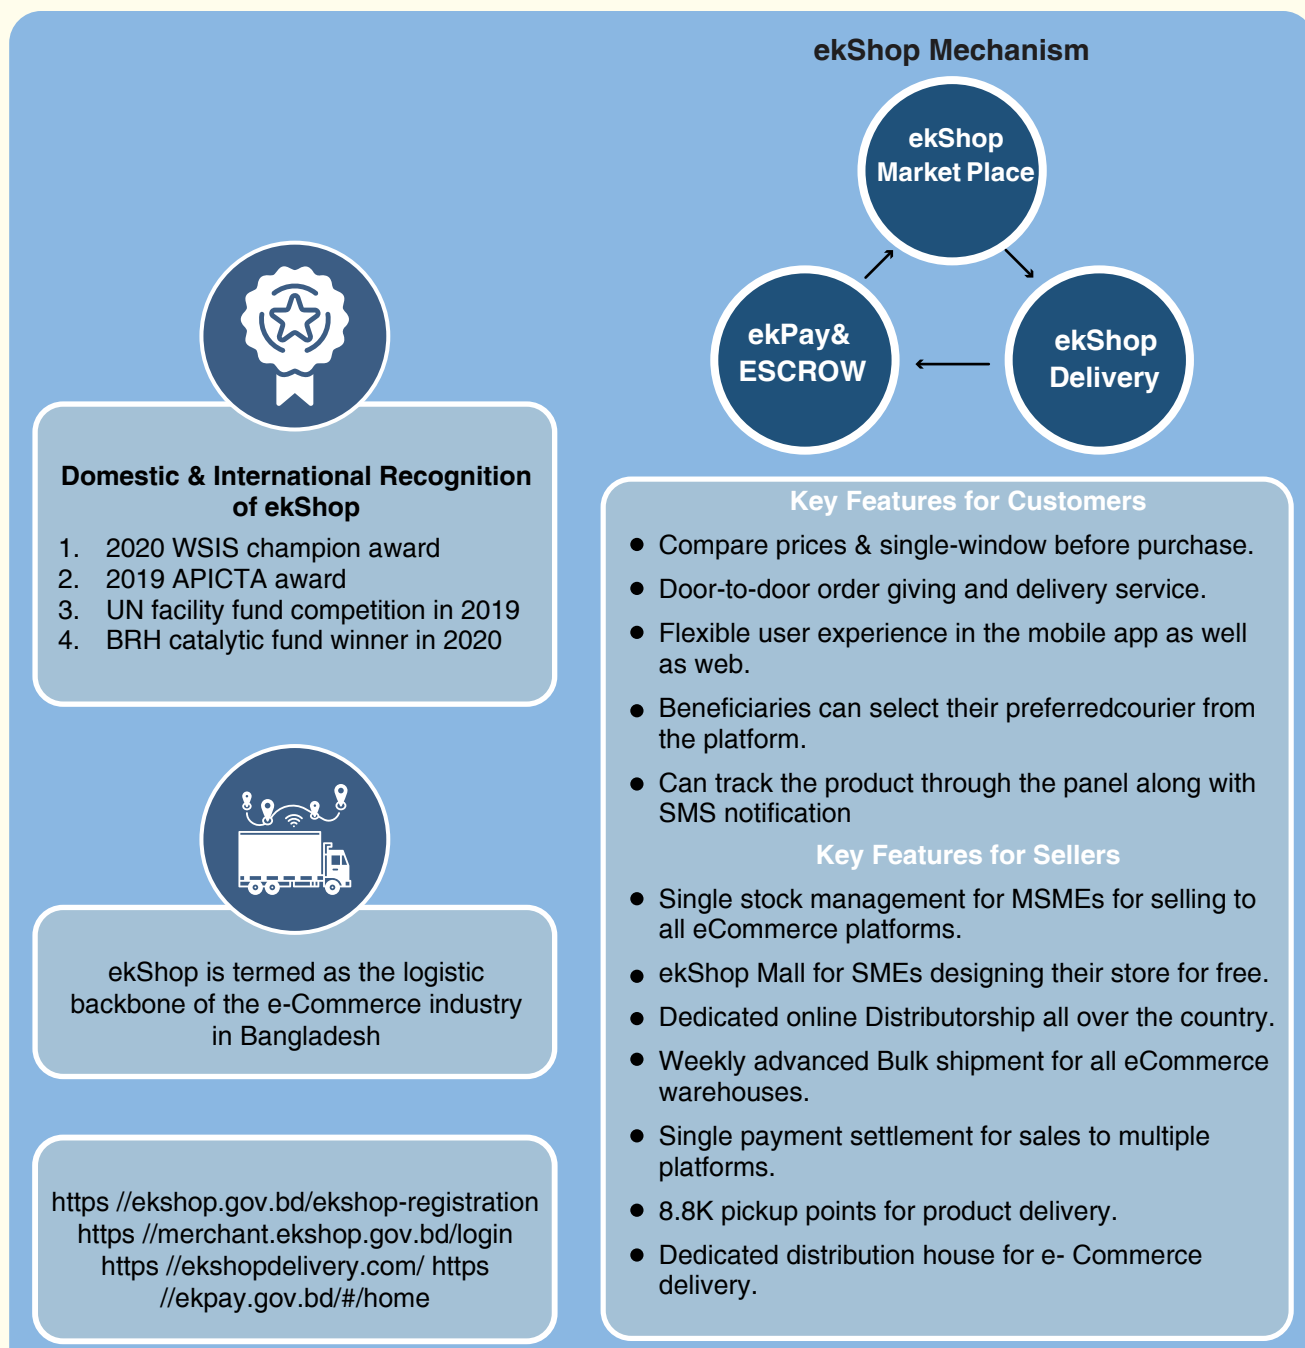 ekShop Mechanism
ekShop
Market Place
ekPay&
ESCROW
ekShop
Delivery
Domestic & International Recognition
of ekShop
1. 2020 WSIS champion award
2. 2019 APICTA award
3. UN facility fund competition in 2019
4. BRH catalytic fund winner in 2020
ekShop is termed as the logistic
backbone of the e-Commerce industry
in Bangladesh
https //ekshop.gov.bd/ekshop-registration
https //merchant.ekshop.gov.bd/login
https //ekshopdelivery.com/ https
//ekpay.gov.bd/#/home
Key Features for Customers
● Compare prices & single-window before purchase.
● Door-to-door order giving and delivery service.
● Flexible user experience in the mobile app as well
as web.
● Beneficiaries can select their preferredcourier from
the platform.
● Can track the product through the panel along with
SMS notification
Key Features for Sellers
● Single stock management for MSMEs for selling to
all eCommerce platforms.
● ekShop Mall for SMEs designing their store for free.
● Dedicated online Distributorship all over the country.
● Weekly advanced Bulk shipment for all eCommerce
warehouses.
● Single payment settlement for sales to multiple
platforms.
● 8.8K pickup points for product delivery.
● Dedicated distribution house for e- Commerce
delivery.